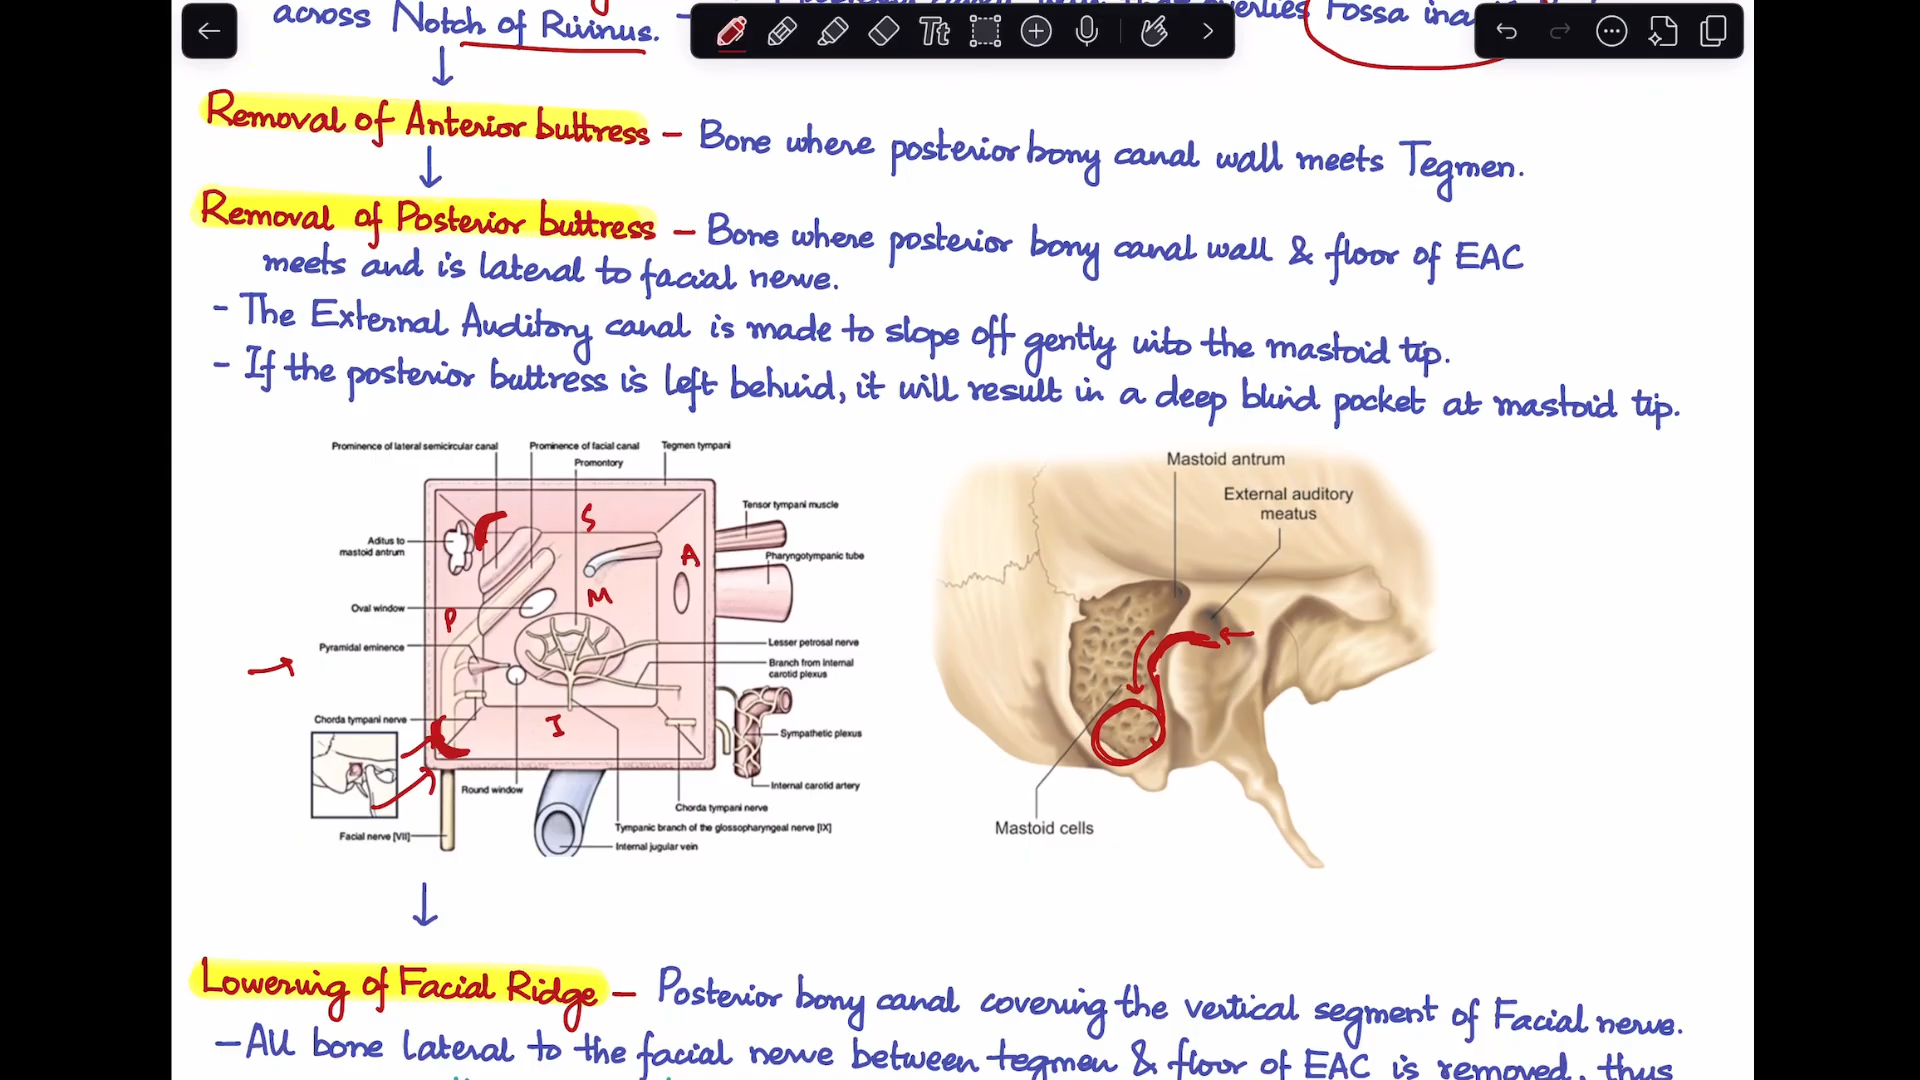 across Notch of Rivinus. -
Tt
Fossa
Removal of Anterior buttress - Bone where posterior bony canal wall meets Tegmen.
Removal of Posterior buttress - Bone where posterior bony canal wall & floor of EAC
meets and is lateral to facial nerve.
- The External Auditory canal is made to slope off gently into the mastoid tip.
- If the posterior buttress is left behind, it will result in a deep blind pocket at mastoid tip.
Prominence of lateral semicircular canal
Prominence of facial canal
Tegmen tympani
Promontory
Tensor tympani muscle
Aditus to
mastoid antrum
Pharyngotympanic tube
Oval window
Pyramidal eminence
Lesser petrosal nerve
Branch from internal
carotid plexus
Chorda tympani nerve
Sympathetic plexus
Internal carotid artery
Round window
Chorda tympani nerve
Tympanic branch of the glossopharyngeal nerve [IX]
Facial nerve [VII]
Internal jugular vein
S
A
M
P
I
Mastoid antrum
External auditory
meatus
Mastoid cells
Lowering of Facial Ridge - Posterior bony canal covering the vertical segment of Facial nerve.
- All bone lateral to the facial nerve between tegmen & floor of EAC is removed, thus